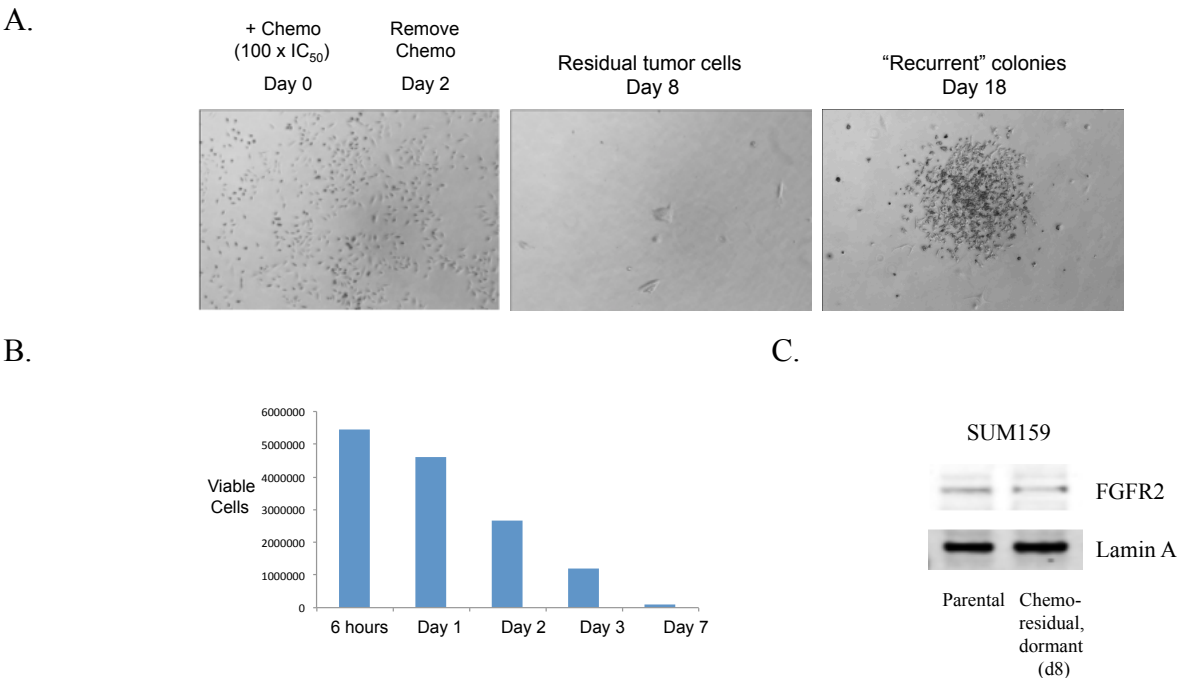 A.
+ Chemo
(100 x IC50)
Day 0
Remove
Chemo
Day 2
Residual tumor cells
Day 8
“Recurrent” colonies
Day 18
B.
Viable
Cells
6000000
5000000
4000000
3000000
2000000
1000000
0
6 hours
Day 1
Day 2
Day 3
Day 7
C.
SUM159
FGFR2
Lamin A
Parental
Chemo-
residual,
dormant
(d8)